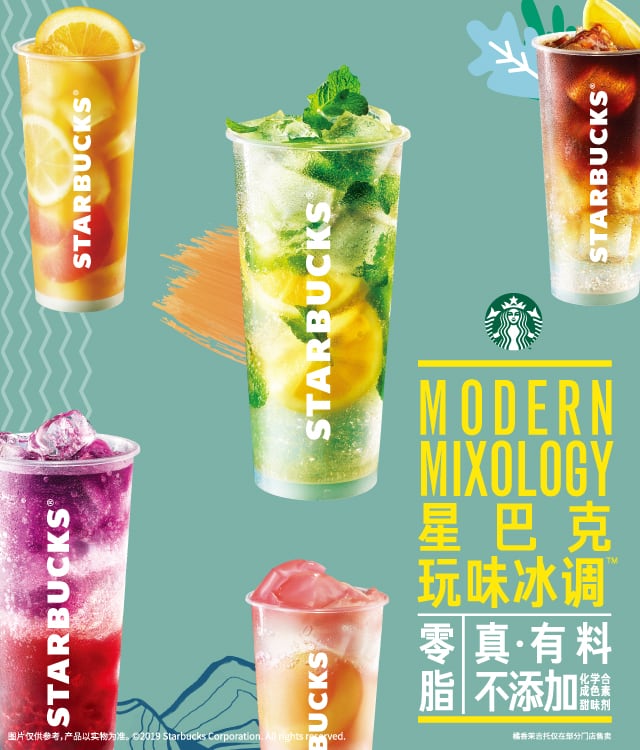 STARBUCKS®
STARBUCKS®
STARBUCKS®
STARBUCKS®
STARBUCKS
MODERN
MIXOLOGY
星巴克
玩味冰调™
零脂
真·有料
不添加化学合成色素甜味剂
图片仅供参考，产品以实物为准。©2019 Starbucks Corporation. All rights reserved.
橘香茉吉托仅在部分门店售卖